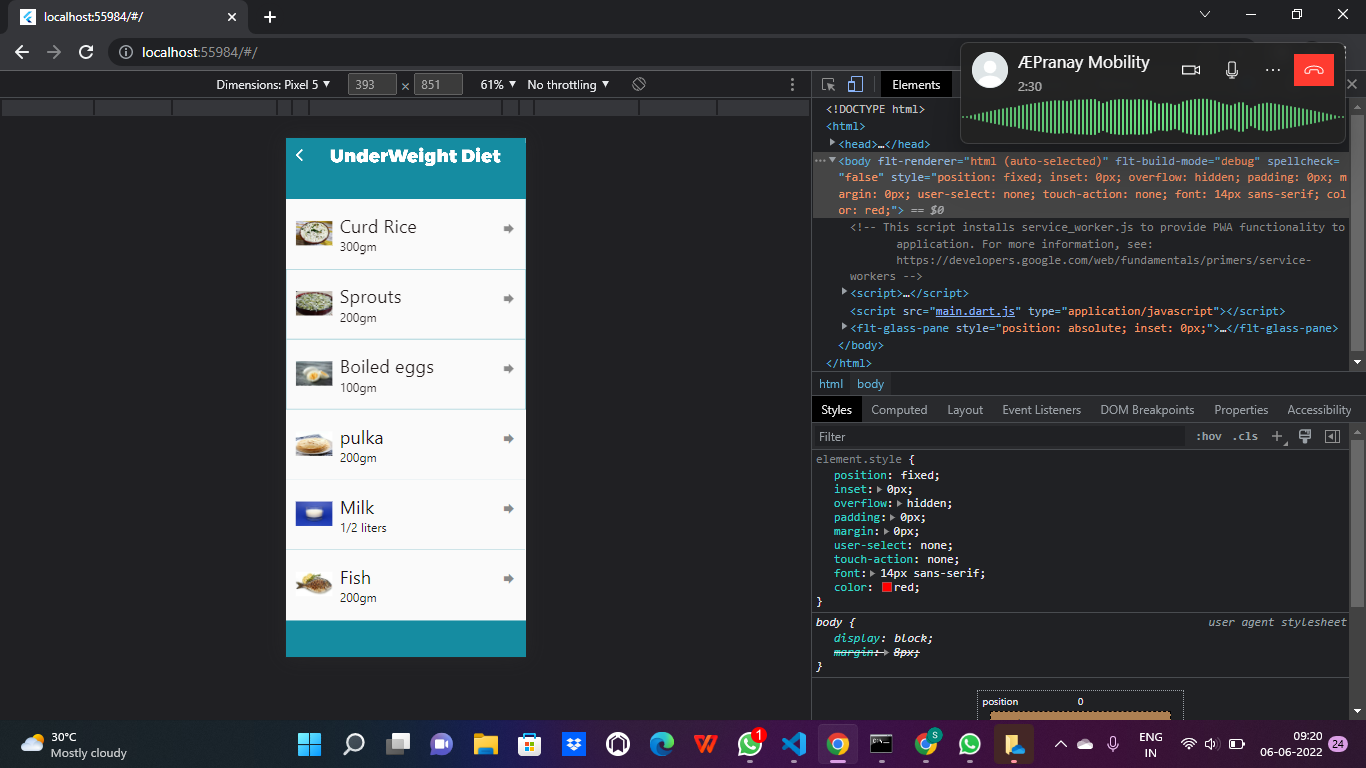 localhost:55984/#/
localhost:55984/#/
ÆPranay Mobility
2:30
Dimensions: Pixel 5
393 × 851
61%
No throttling
Elements
UnderWeight Diet
Curd Rice
300gm
Sprouts
200gm
Boiled eggs
100gm
pulka
200gm
Milk
1/2 liters
Fish
200gm
<!DOCTYPE html>
<html>
<head>…</head>
<body flt-renderer="html (auto-selected)" flt-build-mode="debug" spellcheck=
"false" style="position: fixed; inset: 0px; overflow: hidden; padding: 0px; m
argin: 0px; user-select: none; touch-action: none; font: 14px sans-serif; col
or: red;"> == $0
<!-- This script installs service_worker.js to provide PWA functionality to
application. For more information, see:
https://developers.google.com/web/fundamentals/primers/service-
workers -->
<script>…</script>
<script src="main.dart.js" type="application/javascript"></script>
<flt-glass-pane style="position: absolute; inset: 0px;">…</flt-glass-pane>
</body>
</html>
html body
Styles Computed Layout Event Listeners DOM Breakpoints Properties Accessibility
Filter :hov .cls
element.style {
position: fixed;
inset: 0px;
overflow: hidden;
padding: 0px;
margin: 0px;
user-select: none;
touch-action: none;
font: 14px sans-serif;
color: red;
}
body { user agent stylesheet
display: block;
margin: 8px;
}
position 0
30°C
Mostly cloudy
1
S
ENG
IN
09:20
06-06-2022
24